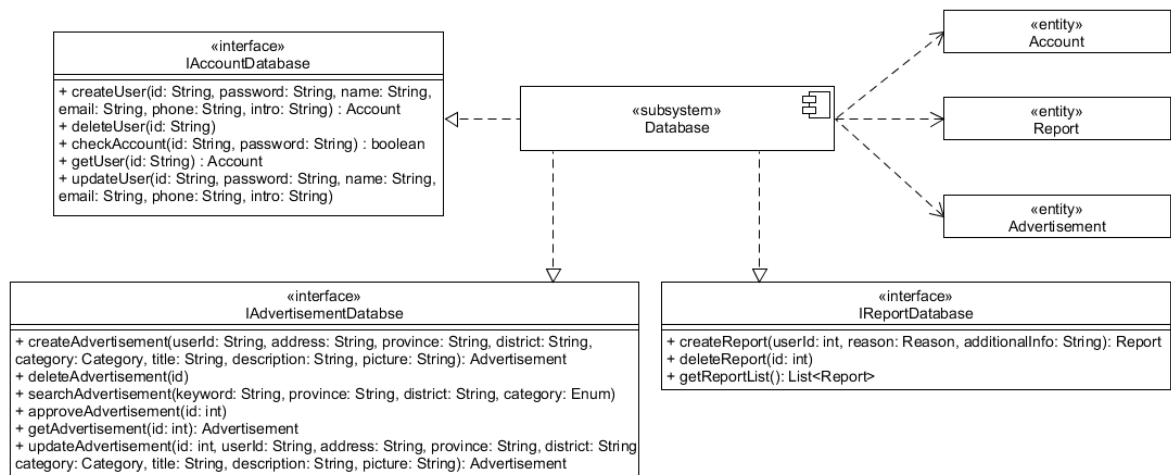 «interface»
IAccountDatabase
+ createUser(id: String, password: String, name: String,
email: String, phone: String, intro: String) : Account
+ deleteUser(id: String)
+ checkAccount(id: String, password: String) : boolean
+ getUser(id: String) : Account
+ updateUser(id: String, password: String, name: String,
email: String, phone: String, intro: String)
«subsystem»
Database
«entity»
Account
«entity»
Report
«entity»
Advertisement
«interface»
IAdvertisementDatabse
+ createAdvertisement(userId: String, address: String, province: String, district: String,
category: Category, title: String, description: String, picture: String): Advertisement
+ deleteAdvertisement(id)
+ searchAdvertisement(keyword: String, province: String, district: String, category: Enum)
+ approveAdvertisement(id: int)
+ getAdvertisement(id: int): Advertisement
+ updateAdvertisement(id: int, userId: String, address: String, province: String, district: String
category: Category, title: String, description: String, picture: String): Advertisement
«interface»
IReportDatabase
+ createReport(userId: int, reason: Reason, additionalInfo: String): Report
+ deleteReport(id: int)
+ getReportList(): List<Report>